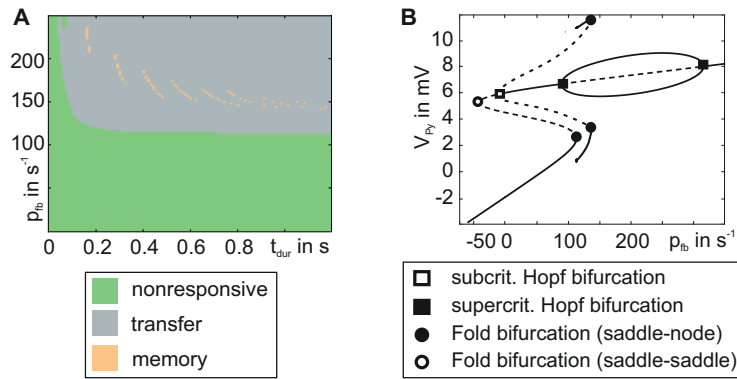 A
200
150
100
50
p_fb in s⁻¹
0
0.2
0.4
0.6
0.8
t_dur in s
nonresponsive
transfer
memory
B
10
8
6
4
2
0
-2
V_Py in mV
-50 0
100
200
p_fb in s⁻¹
subcrit. Hopf bifurcation
supercrit. Hopf bifurcation
Fold bifurcation (saddle-node)
Fold bifurcation (saddle-saddle)